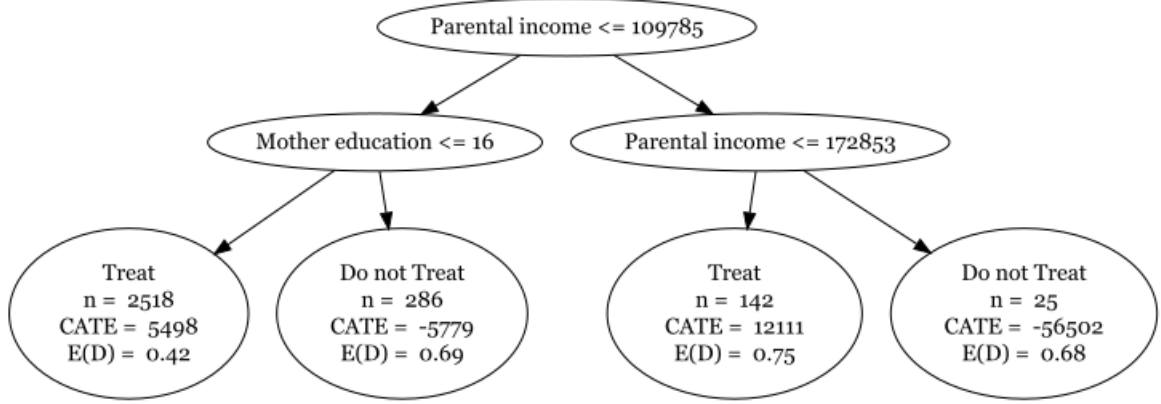 Parental income <= 109785
Mother education <= 16
Parental income <= 172853
Treat
n = 2518
CATE = 5498
E(D) = 0.42
Do not Treat
n = 286
CATE = -5779
E(D) = 0.69
Treat
n = 142
CATE = 12111
E(D) = 0.75
Do not Treat
n = 25
CATE = -56502
E(D) = 0.68